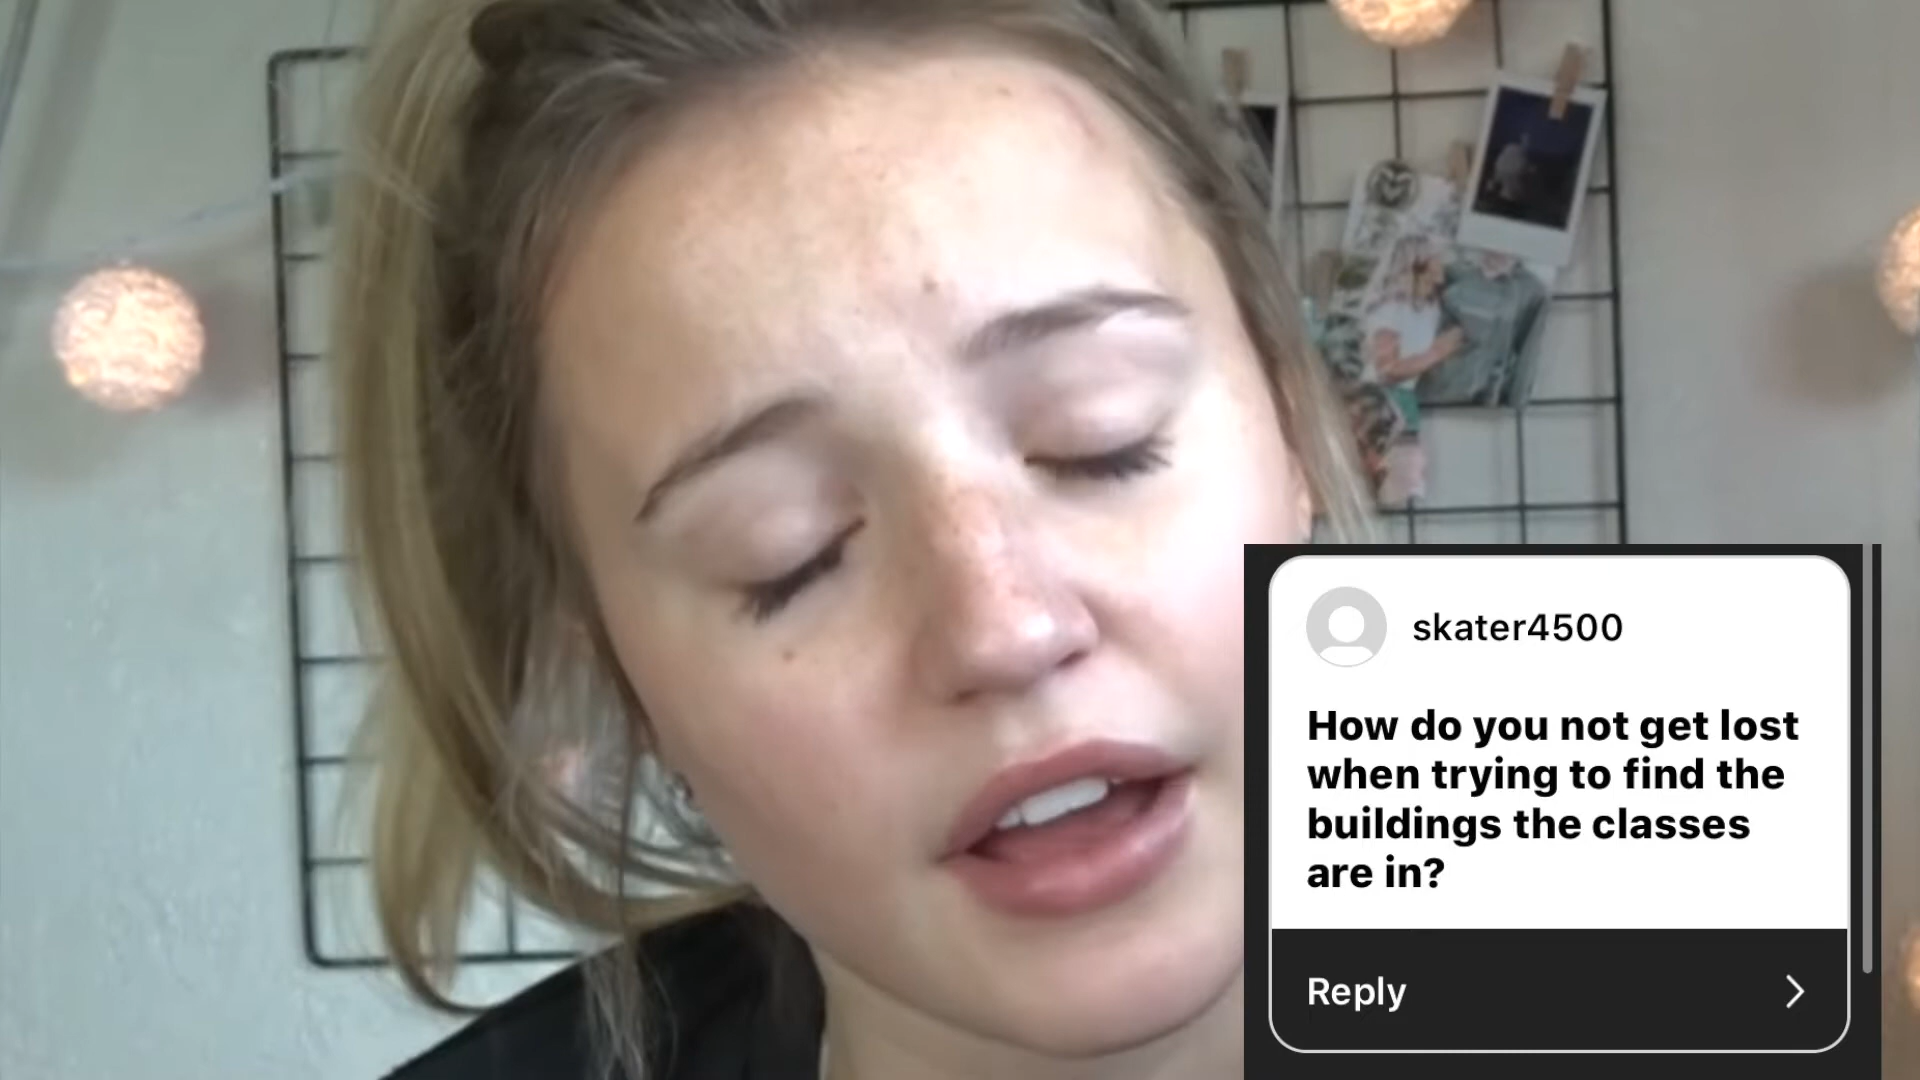 skater4500
How do you not get lost
when trying to find the
buildings the classes
are in?
Reply